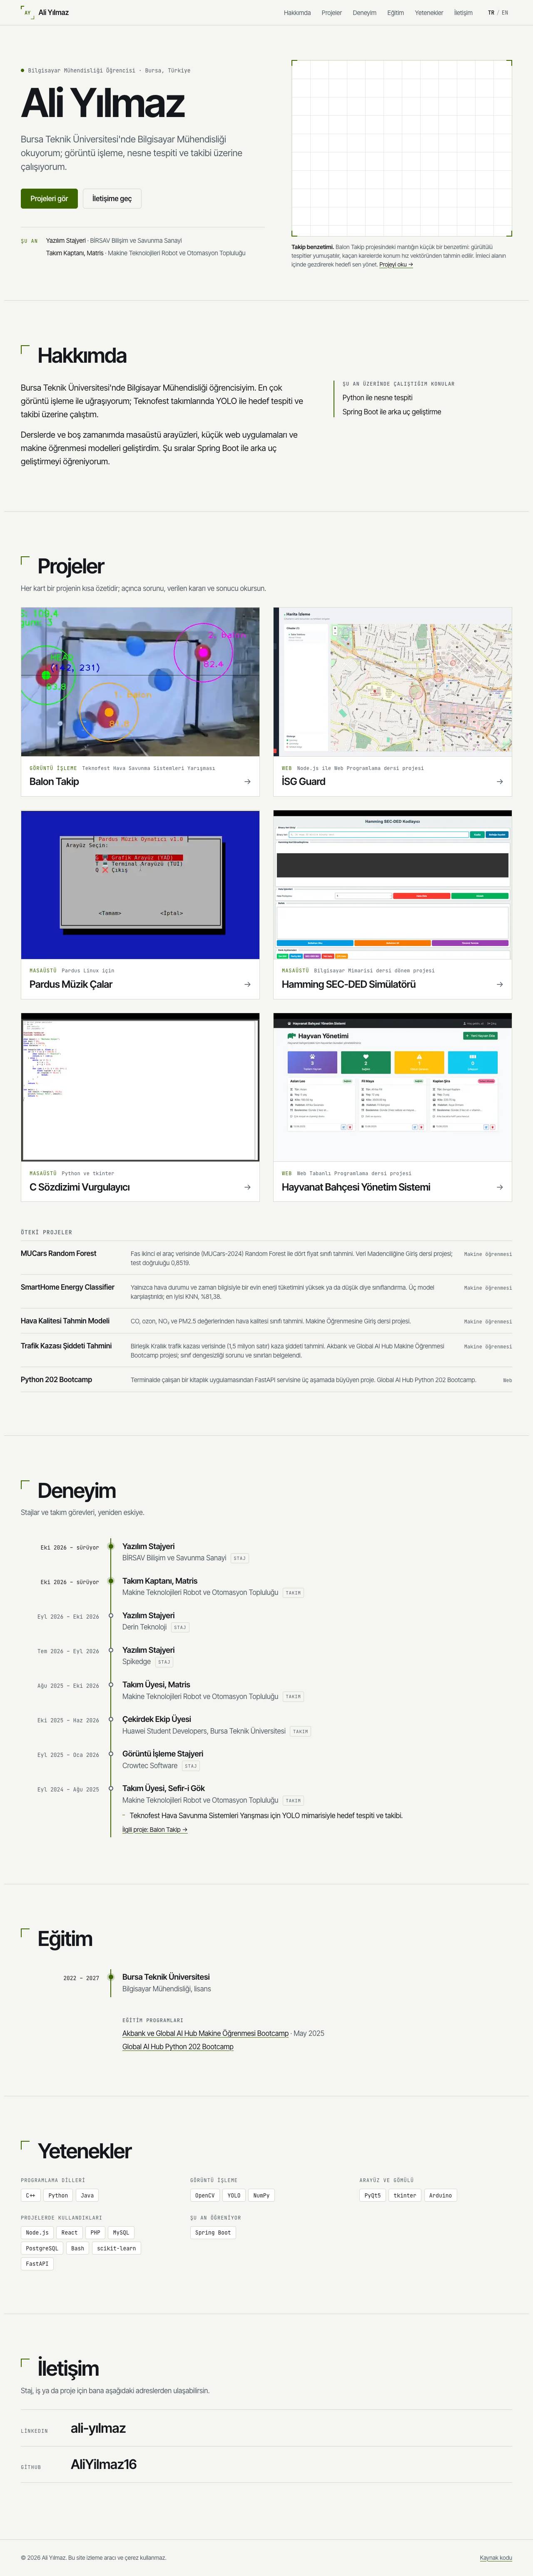 AY Ali Yılmaz
Hakkımda Projeler Deneyim Eğitim Yetenekler İletişim TR / EN
Bilgisayar Mühendisliği Öğrencisi · Bursa, Türkiye
Ali Yılmaz
Bursa Teknik Üniversitesi'nde Bilgisayar Mühendisliği
okuyorum; görüntü işleme, nesne tespiti ve takibi üzerine
çalışıyorum.
Projeleri gör İletişime geç
ŞU AN Yazılım Stajyeri · BİRSAV Bilişim ve Savunma Sanayi
Takım Kaptanı, Matris · Makine Teknolojileri Robot ve Otomasyon Topluluğu
Takip benzetimi. Balon Takip projesindeki mantığın küçük bir benzetimi: gürültülü
tespitler yumuşatılır, kaçan karelerde konum hız vektöründen tahmin edilir. İmleci alanın
içinde gezdirerek hedefi sen yönet. Projeyi oku →
Hakkımda
Bursa Teknik Üniversitesi'nde Bilgisayar Mühendisliği öğrencisiyim. En çok
görüntü işleme ile uğraşıyorum; Teknofest takımlarında YOLO ile hedef tespiti ve
takibi üzerine çalıştım.
Derslerde ve boş zamanımda masaüstü arayüzleri, küçük web uygulamaları ve
makine öğrenmesi modelleri geliştirdim. Şu sıralar Spring Boot ile arka uç
geliştirmeyi öğreniyorum.
ŞU AN ÜZERİNDE ÇALIŞTIĞIM KONULAR
Python ile nesne tespiti
Spring Boot ile arka uç geliştirme
Projeler
Her kart bir projenin kısa özetidir; açınca sorunu, verilen kararı ve sonucu okursun.
(142, 231)
82.4
GÖRÜNTÜ İŞLEME Teknofest Hava Savunma Sistemleri Yarışması
Balon Takip →
Harita İzleme
WEB Node.js ile Web Programlama dersi projesi
İSG Guard →
Pardus Müzik Oynatıcı v1.0
Arayüz Seçin:
Grafik Arayüz (YAD)
T Terminal Arayüzü (TUI)
Q Çıkış
<Tamam> <İptal>
MASAÜSTÜ Pardus Linux için
Pardus Müzik Çalar →
Hamming SEC-DED Kodlayıcı
MASAÜSTÜ Bilgisayar Mimarisi dersi dönem projesi
Hamming SEC-DED Simülatörü →
MASAÜSTÜ Python ve tkinter
C Sözdizimi Vurgulayıcı →
Hayvanat Bahçesi Yönetim Sistemi
Hayvan Yönetimi
WEB Web Tabanlı Programlama dersi projesi
Hayvanat Bahçesi Yönetim Sistemi →
ÖTEKİ PROJELER
MUCars Random Forest Fas ikinci el araç verisinde (MUCars-2024) Random Forest ile dört fiyat sınıfı tahmini. Veri Madenciliğine Giriş dersi projesi; Makine Öğrenmesi
test doğruluğu 0,8519.
SmartHome Energy Classifier Yalnızca hava durumu ve zaman bilgisiyle bir evin enerji tüketimini yüksek ya da düşük diye sınıflandırma. Üç model Makine Öğrenmesi
karşılaştırıldı; en iyisi KNN, %81,38.
Hava Kalitesi Tahmin Modeli CO, ozon, NO₂ ve PM2.5 değerlerinden hava kalitesi sınıfı tahmini. Makine Öğrenmesine Giriş dersi projesi. Makine Öğrenmesi
Trafik Kazası Şiddeti Tahmini Birleşik Krallık trafik kazası verisinde (1,5 milyon satır) kaza şiddeti tahmini. Akbank ve Global AI Hub Makine Öğrenmesi Makine Öğrenmesi
Bootcamp projesi; sınıf dengesizliği sorunu ve sınırları belgelendi.
Python 202 Bootcamp Terminalde çalışan bir kitaplık uygulamasından FastAPI servisine üç aşamada büyüyen proje. Global AI Hub Python 202 Bootcamp. Web
Deneyim
Stajlar ve takım görevleri, yeniden eskiye.
Eki 2026 – sürüyor Yazılım Stajyeri
BİRSAV Bilişim ve Savunma Sanayi STAJ
Eki 2026 – sürüyor Takım Kaptanı, Matris
Makine Teknolojileri Robot ve Otomasyon Topluluğu TAKIM
Eyl 2026 – Eki 2026 Yazılım Stajyeri
Derin Teknoloji STAJ
Tem 2026 – Eyl 2026 Yazılım Stajyeri
Spikedge STAJ
Ağu 2025 – Eki 2026 Takım Üyesi, Matris
Makine Teknolojileri Robot ve Otomasyon Topluluğu TAKIM
Eki 2025 – Haz 2026 Çekirdek Ekip Üyesi
Huawei Student Developers, Bursa Teknik Üniversitesi TAKIM
Eyl 2025 – Oca 2026 Görüntü İşleme Stajyeri
Crowtec Software STAJ
Eyl 2024 – Ağu 2025 Takım Üyesi, Sefir-i Gök
Makine Teknolojileri Robot ve Otomasyon Topluluğu TAKIM
– Teknofest Hava Savunma Sistemleri Yarışması için YOLO mimarisiyle hedef tespiti ve takibi.
İlgili proje: Balon Takip →
Eğitim
2022 – 2027 Bursa Teknik Üniversitesi
Bilgisayar Mühendisliği, lisans
EĞİTİM PROGRAMLARI
Akbank ve Global AI Hub Makine Öğrenmesi Bootcamp · May 2025
Global AI Hub Python 202 Bootcamp
Yetenekler
PROGRAMLAMA DİLLERİ GÖRÜNTÜ İŞLEME ARAYÜZ VE GÖMÜLÜ
C++ Python Java OpenCV YOLO NumPy PyQt5 tkinter Arduino
PROJELERDE KULLANDIKLARI ŞU AN ÖĞRENİYOR
Node.js React PHP MySQL Spring Boot
PostgreSQL Bash scikit-learn
FastAPI
İletişim
Staj, iş ya da proje için bana aşağıdaki adreslerden ulaşabilirsin.
LİNKEDIN ali-yılmaz
GİTHUB AliYilmaz16
© 2026 Ali Yılmaz. Bu site izleme aracı ve çerez kullanmaz. Kaynak kodu